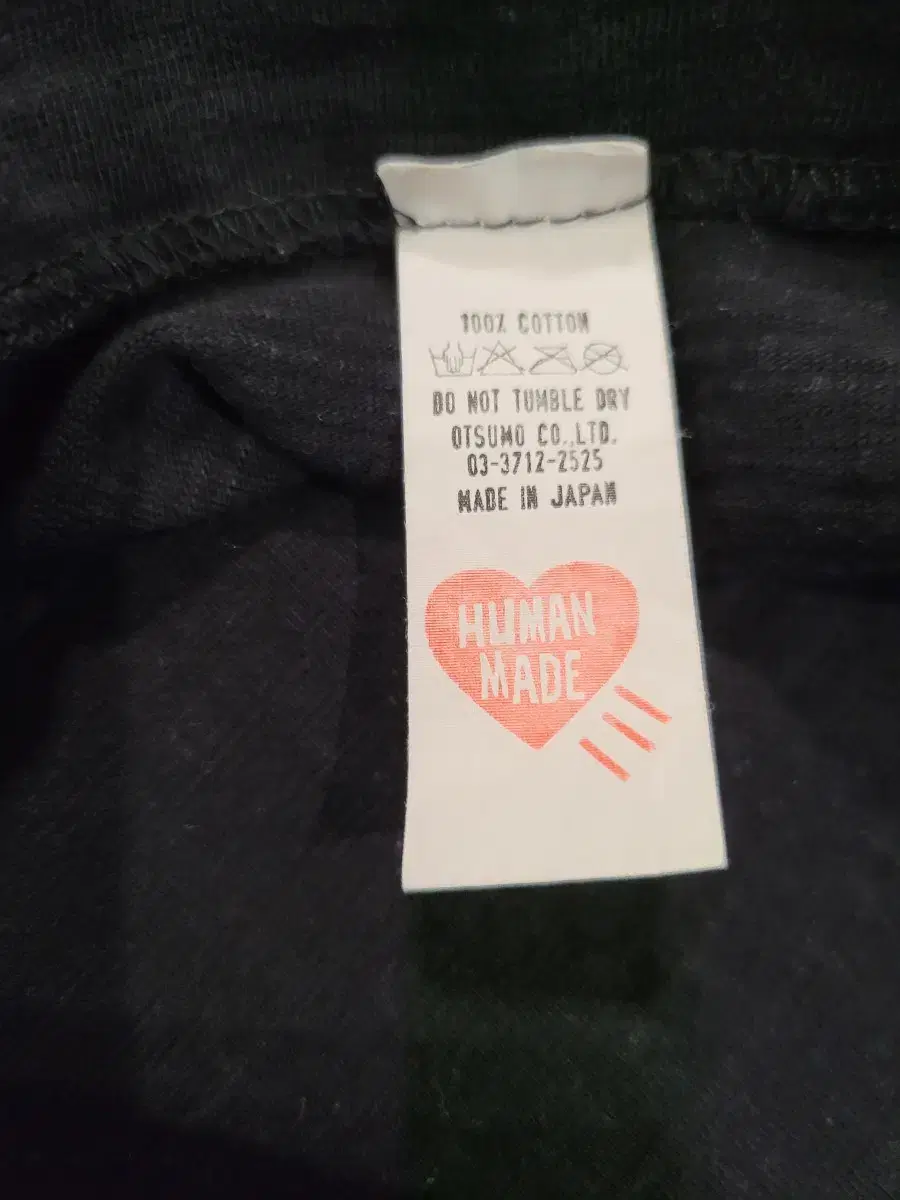 100% COTTON
DO NOT TUMBLE DRY
OTSUMO CO.,LTD.
03-3712-2525
MADE IN JAPAN
HUMAN
MADE